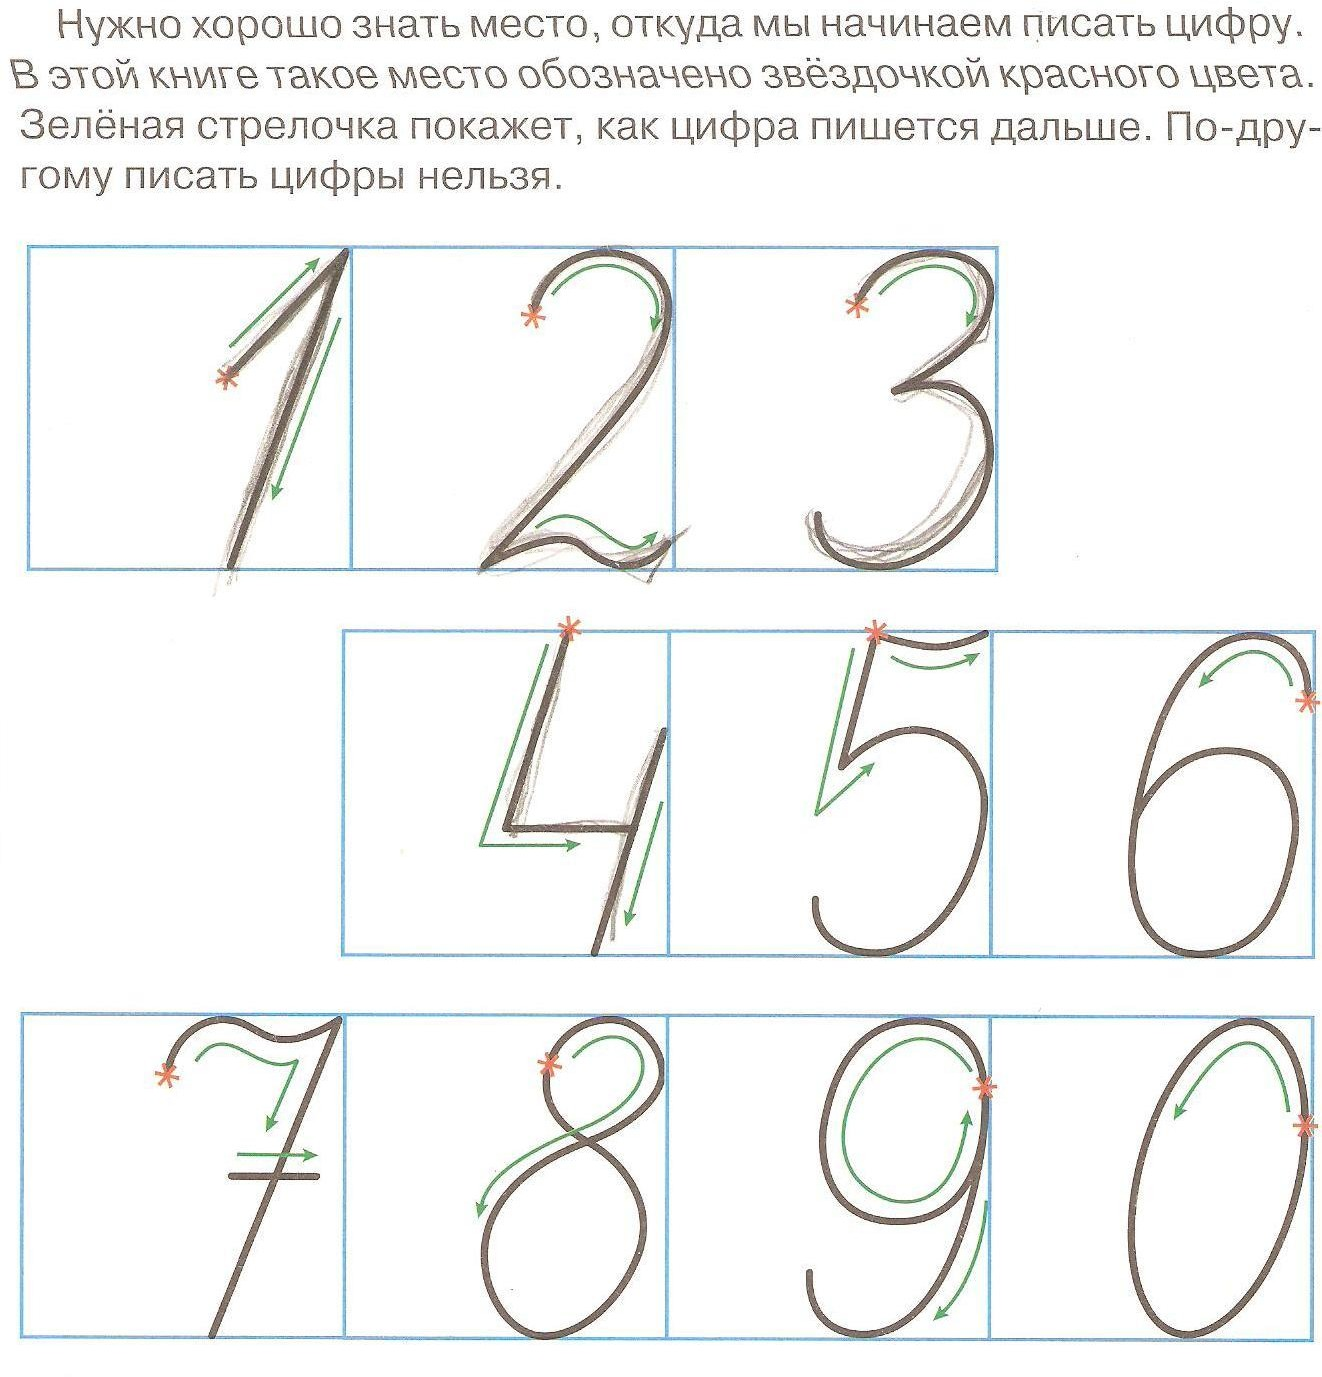 Нужно хорошо знать место, откуда мы начинаем писать цифру.
В этой книге такое место обозначено звёздочкой красного цвета.
Зелёная стрелочка покажет, как цифра пишется дальше. По-дру-
гому писать цифры нельзя.
1 2 3
4 5 6
7 8 9 0